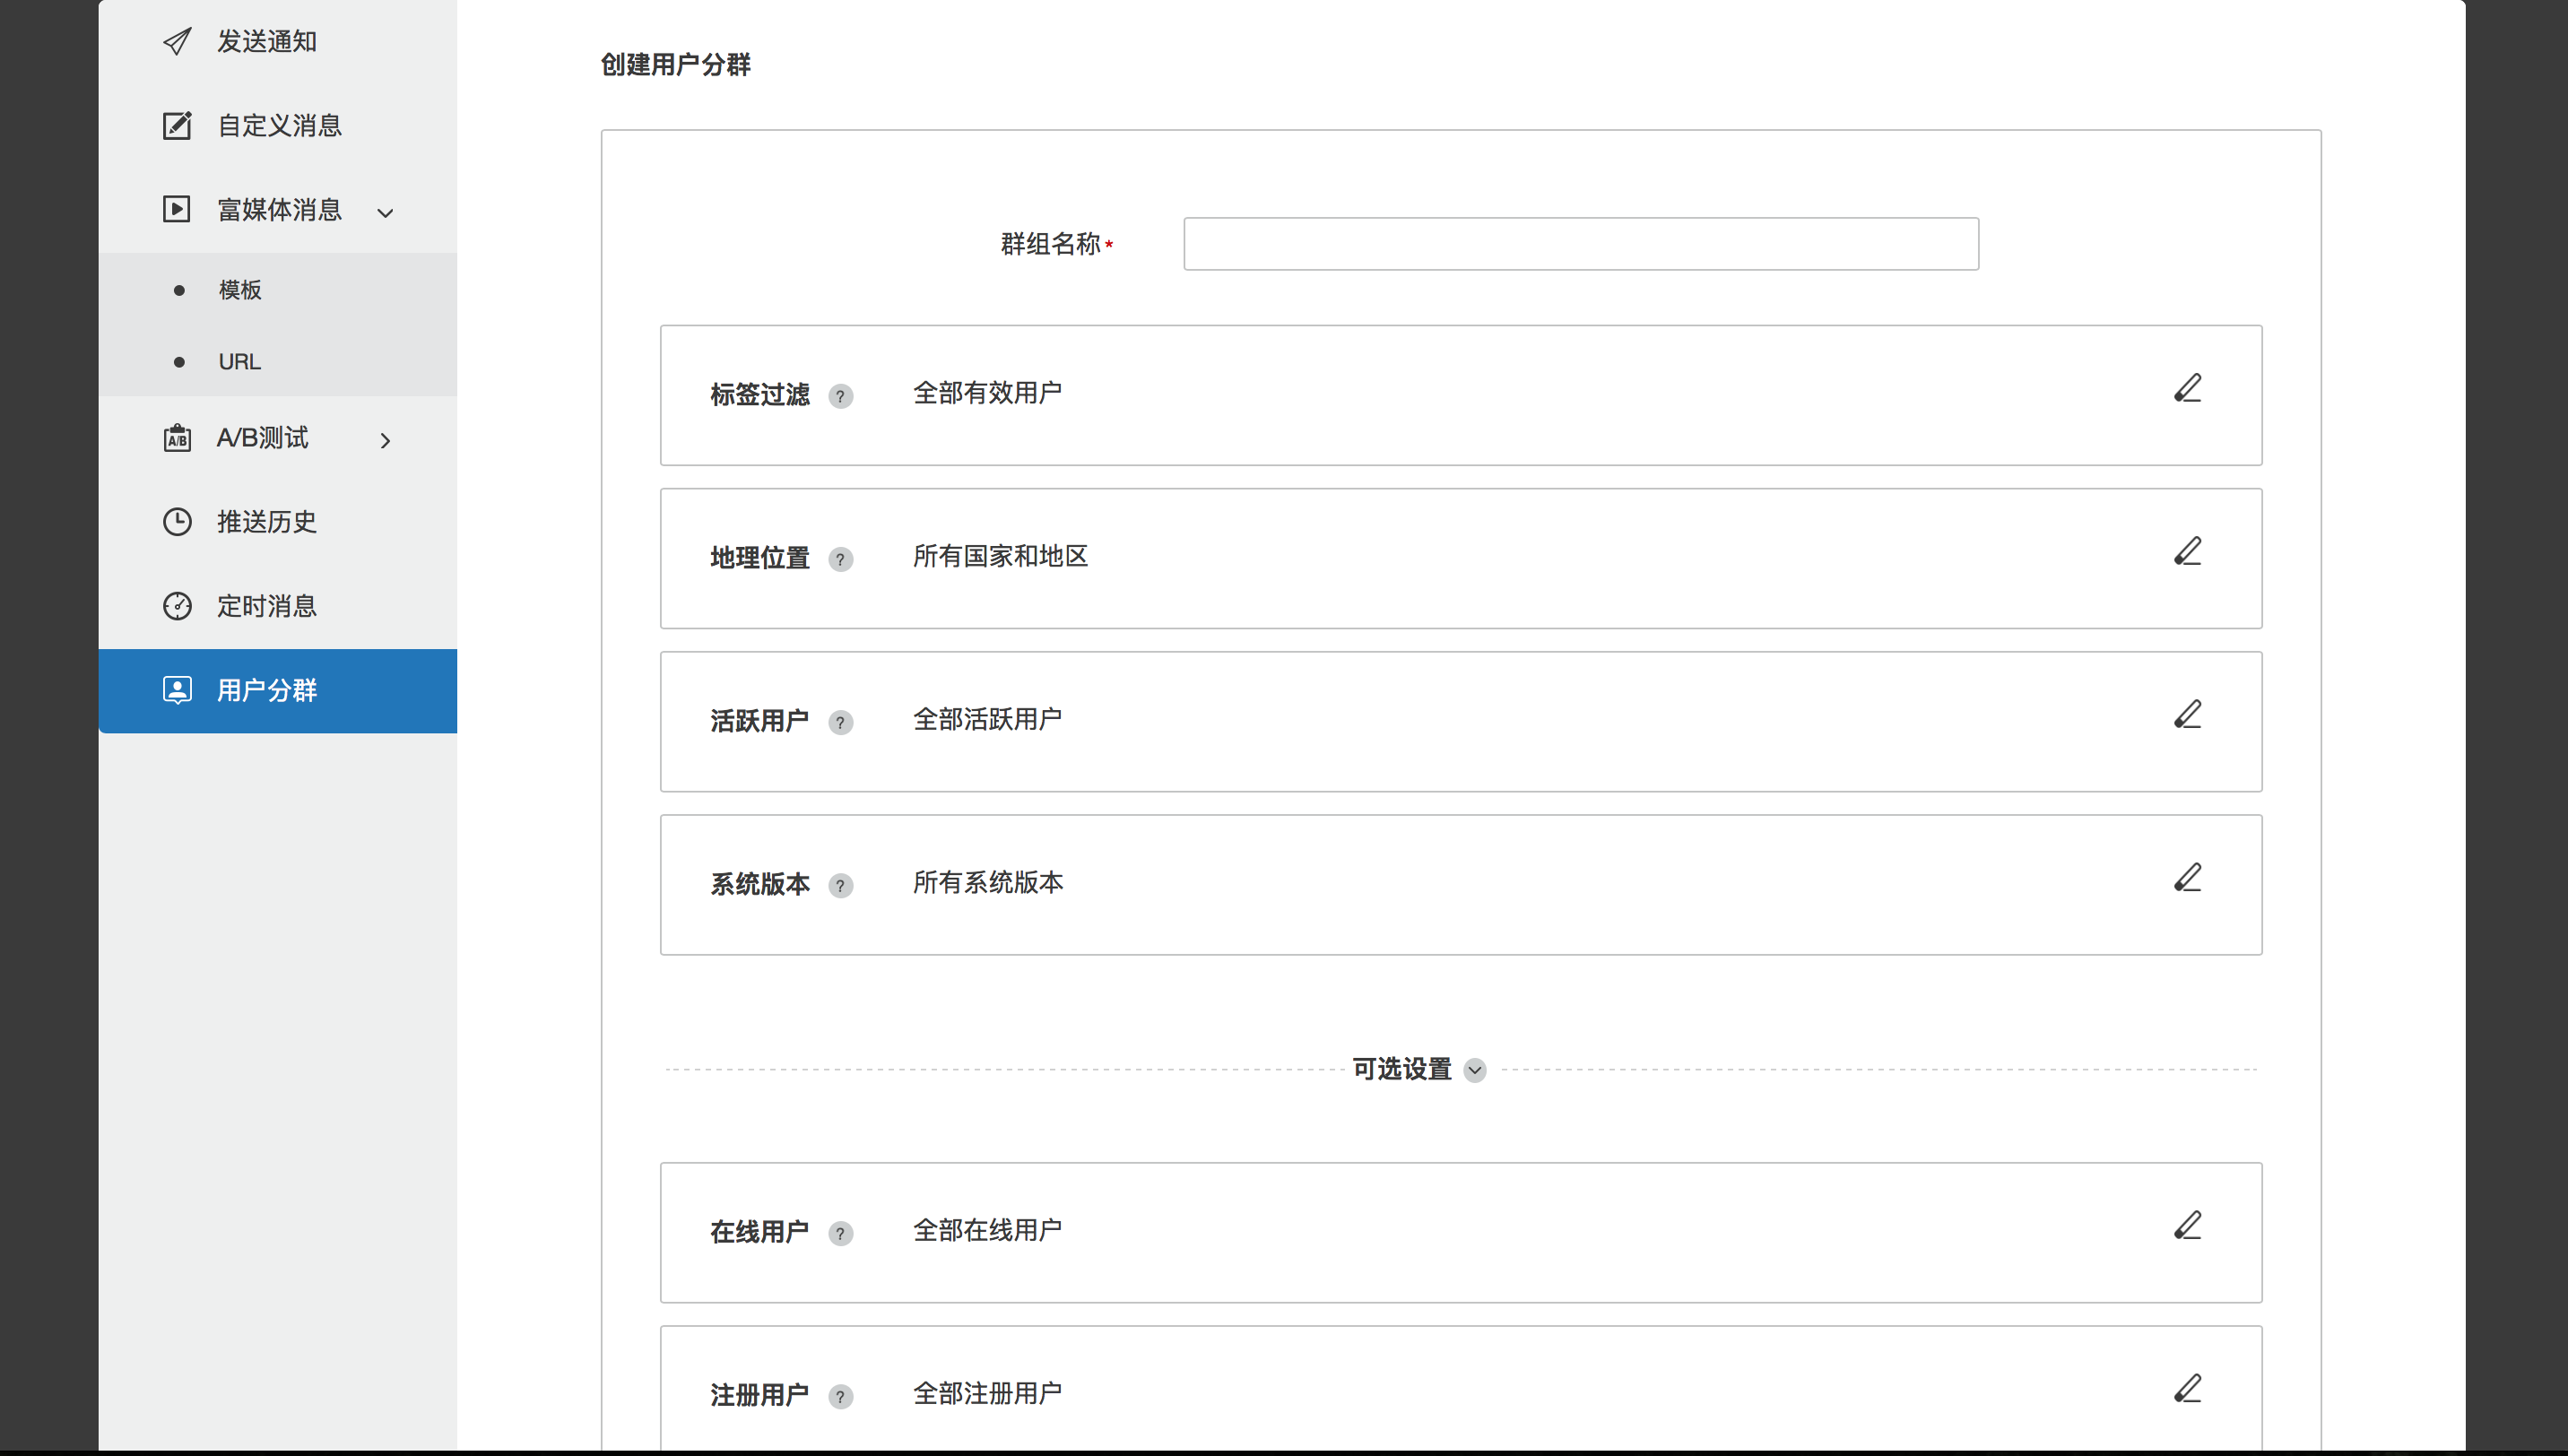 发送通知
自定义消息
富媒体消息
模板
URL
A/B测试
推送历史
定时消息
用户分群
创建用户分群
群组名称*
标签过滤 ? 全部有效用户
地理位置 ? 所有国家和地区
活跃用户 ? 全部活跃用户
系统版本 ? 所有系统版本
可选设置
在线用户 ? 全部在线用户
注册用户 ? 全部注册用户